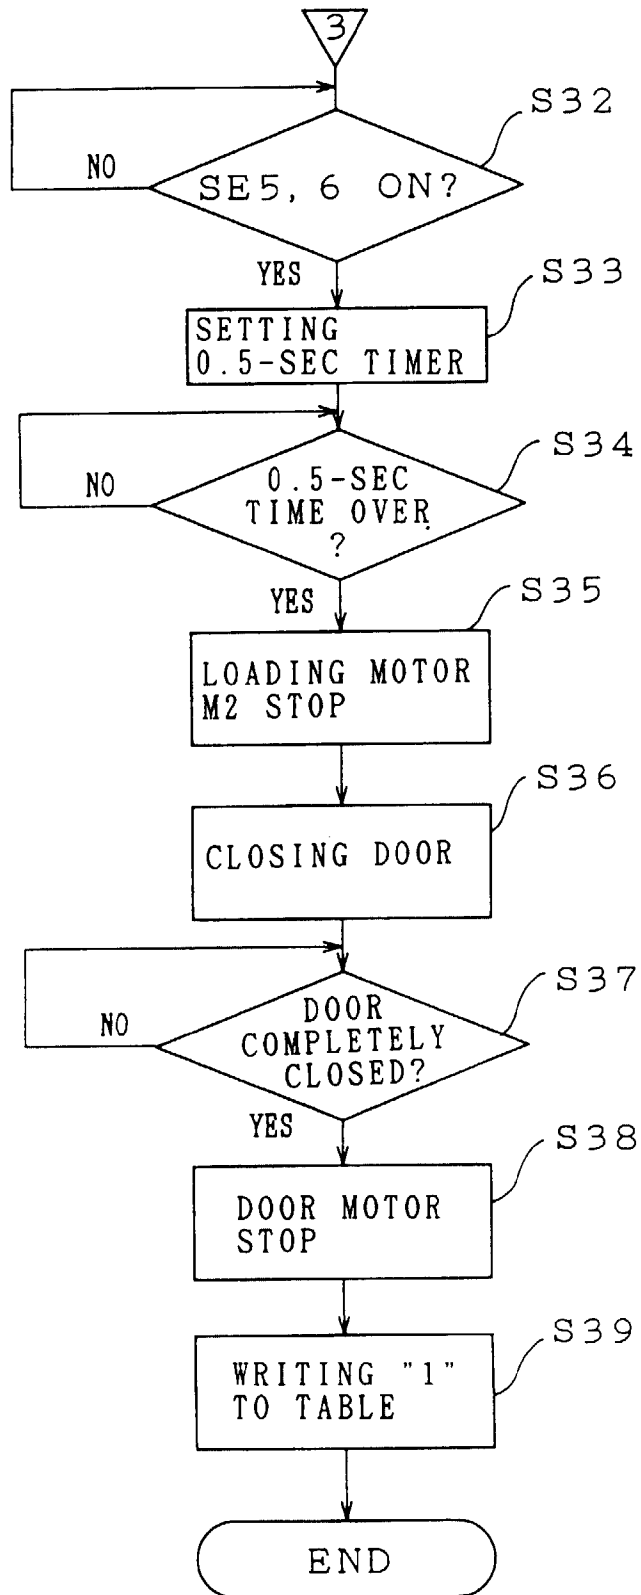 3
S32
NO
SE5, 6 ON?
YES
S33
SETTING
0.5-SEC TIMER
S34
NO
0.5-SEC
TIME OVER
?
YES
S35
LOADING MOTOR
M2 STOP
S36
CLOSING DOOR
S37
NO
DOOR
COMPLETELY
CLOSED?
YES
S38
DOOR MOTOR
STOP
S39
WRITING "1"
TO TABLE
END